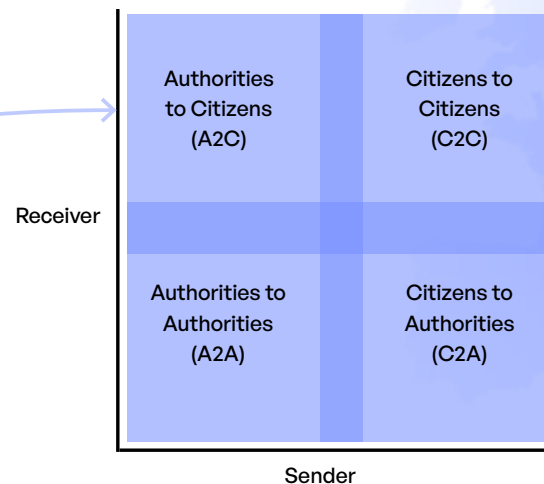 Authorities
to Citizens
(A2C)
Citizens to
Citizens
(C2C)
Receiver
Authorities to
Authorities
(A2A)
Citizens to
Authorities
(C2A)
Sender